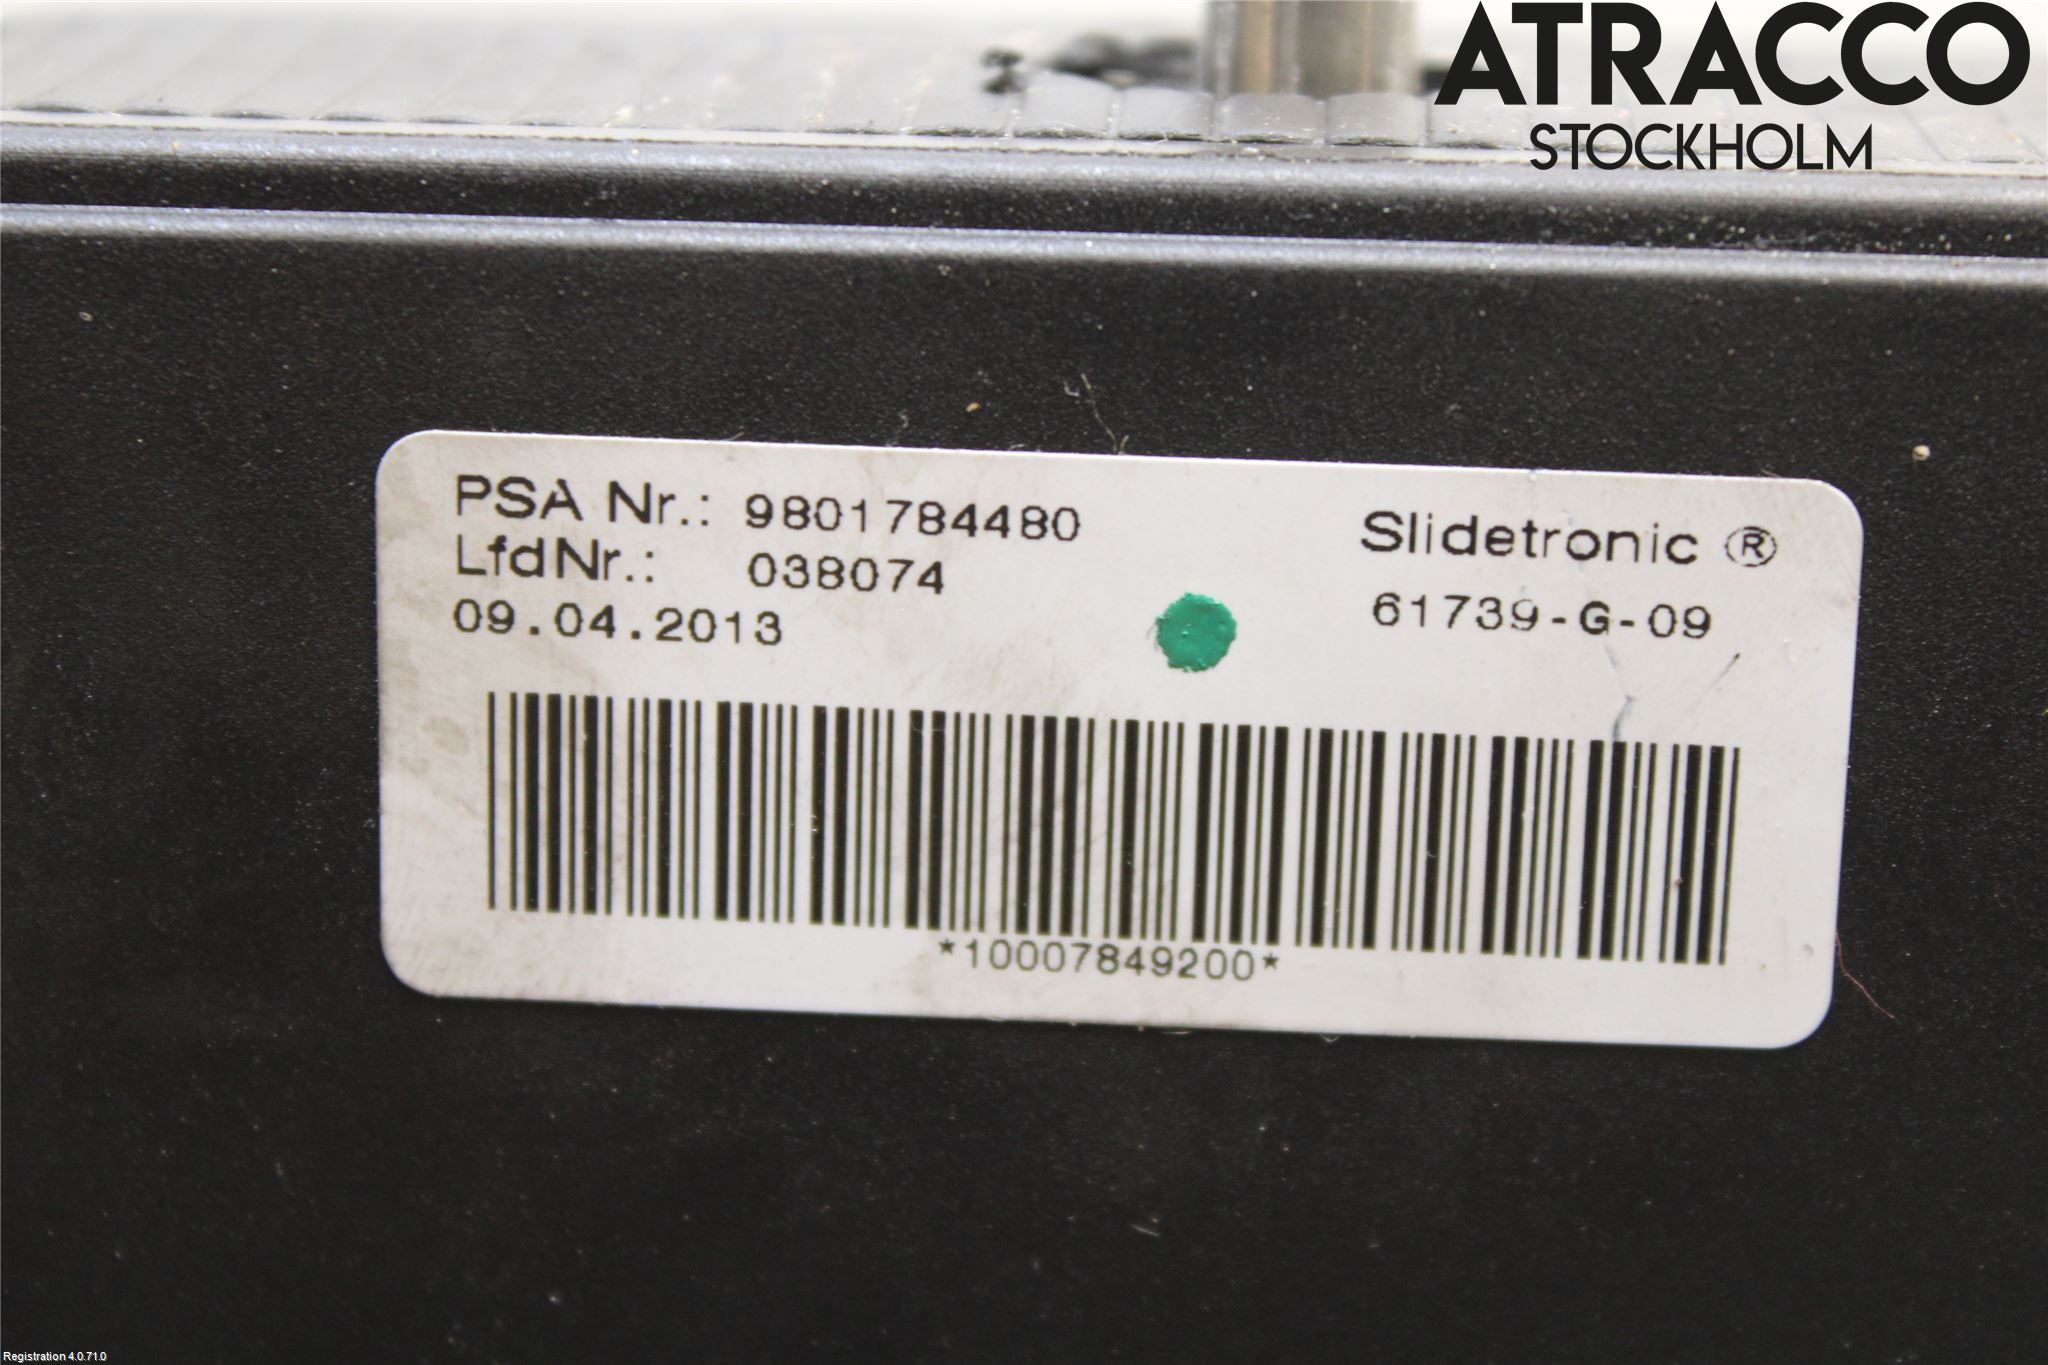 ATRACCO
STOCKHOLM
PSA Nr.: 9801784480
LfdNr.: 038074
09.04.2013
Slidetronic ®
61739-G-09
*10007849200*
Registration 4.0.71.0